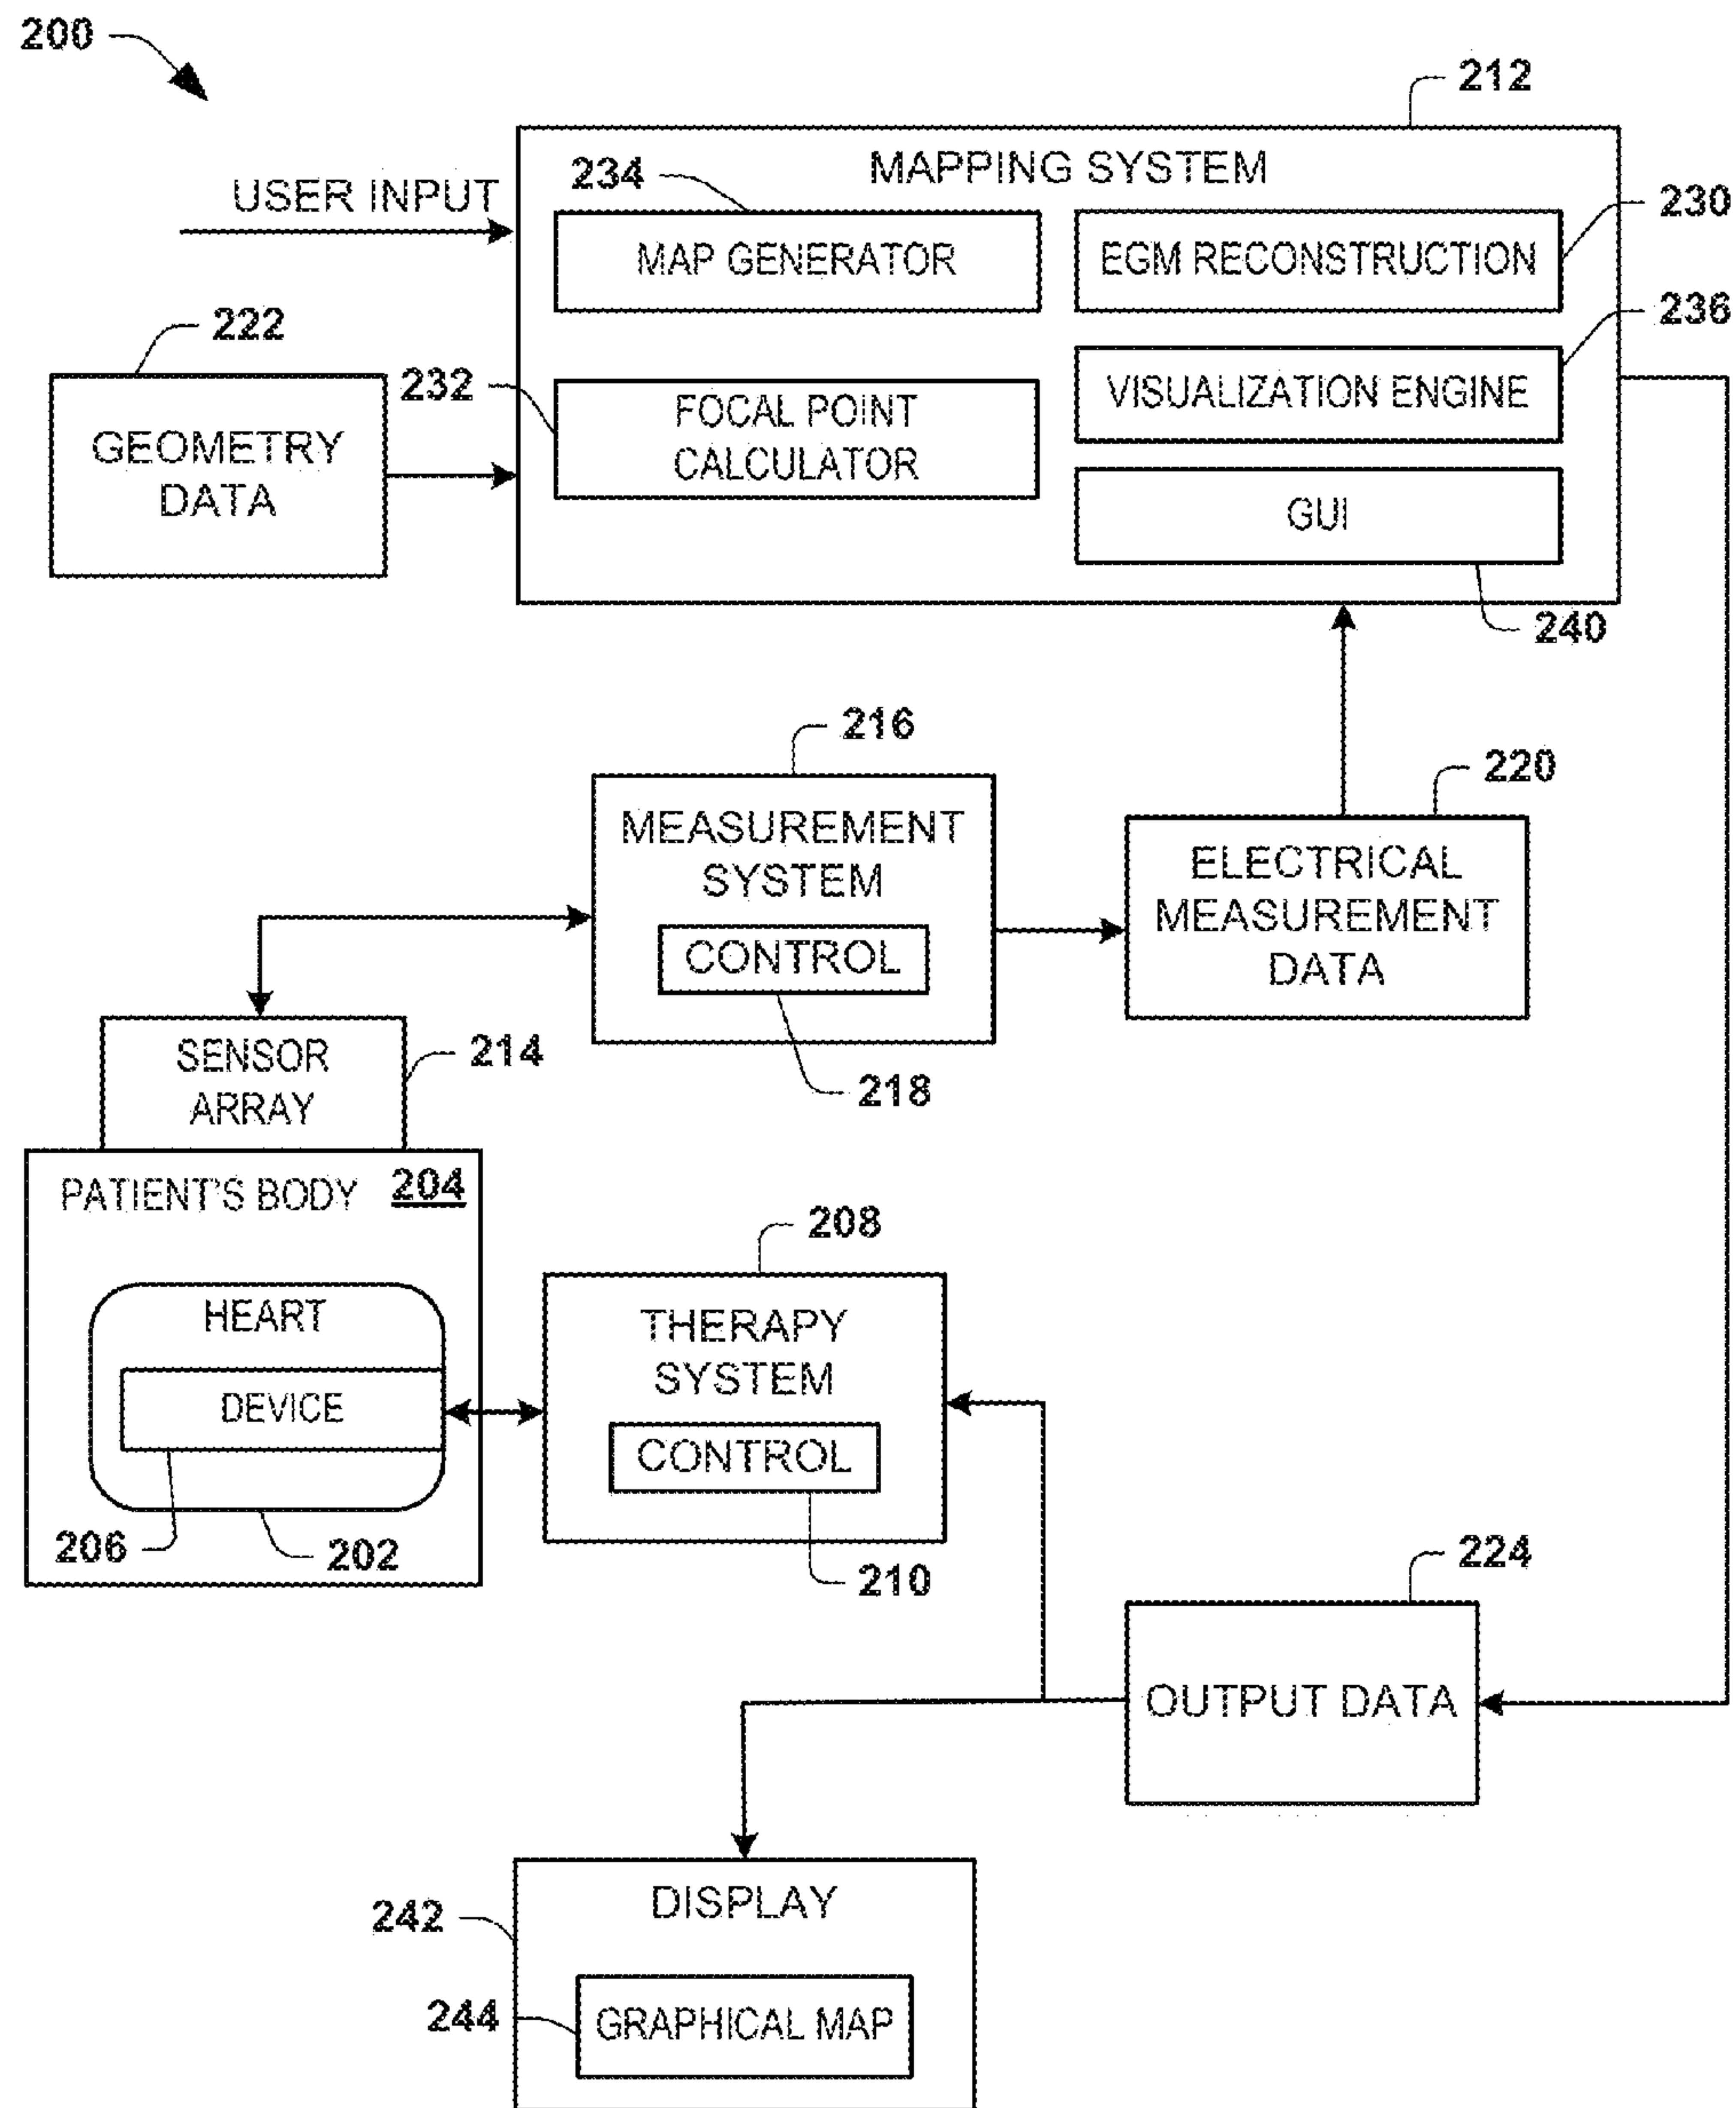 200
212
USER INPUT
234
MAPPING SYSTEM
230
MAP GENERATOR
EGM RECONSTRUCTION
222
236
232
GEOMETRY
DATA
FOCAL POINT
CALCULATOR
VISUALIZATION ENGINE
GUI
240
216
220
MEASUREMENT
SYSTEM
CONTROL
ELECTRICAL
MEASUREMENT
DATA
218
SENSOR
ARRAY
214
PATIENT'S BODY 204
208
HEART
DEVICE
THERAPY
SYSTEM
CONTROL
206
202
210
224
OUTPUT DATA
242
DISPLAY
244
GRAPHICAL MAP